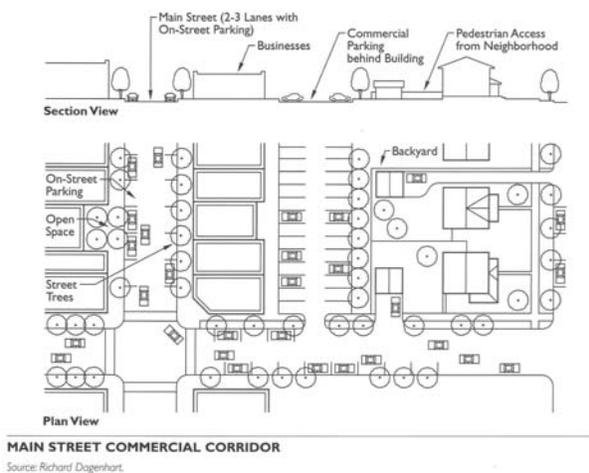 Main Street (2-3 Lanes with
On-Street Parking)
Businesses
Commercial
Parking
behind Building
Pedestrian Access
from Neighborhood
Section View
Backyard
On-Street
Parking
Open
Space
Street
Trees
Plan View
MAIN STREET COMMERCIAL CORRIDOR
Source: Richard Dagenhart.